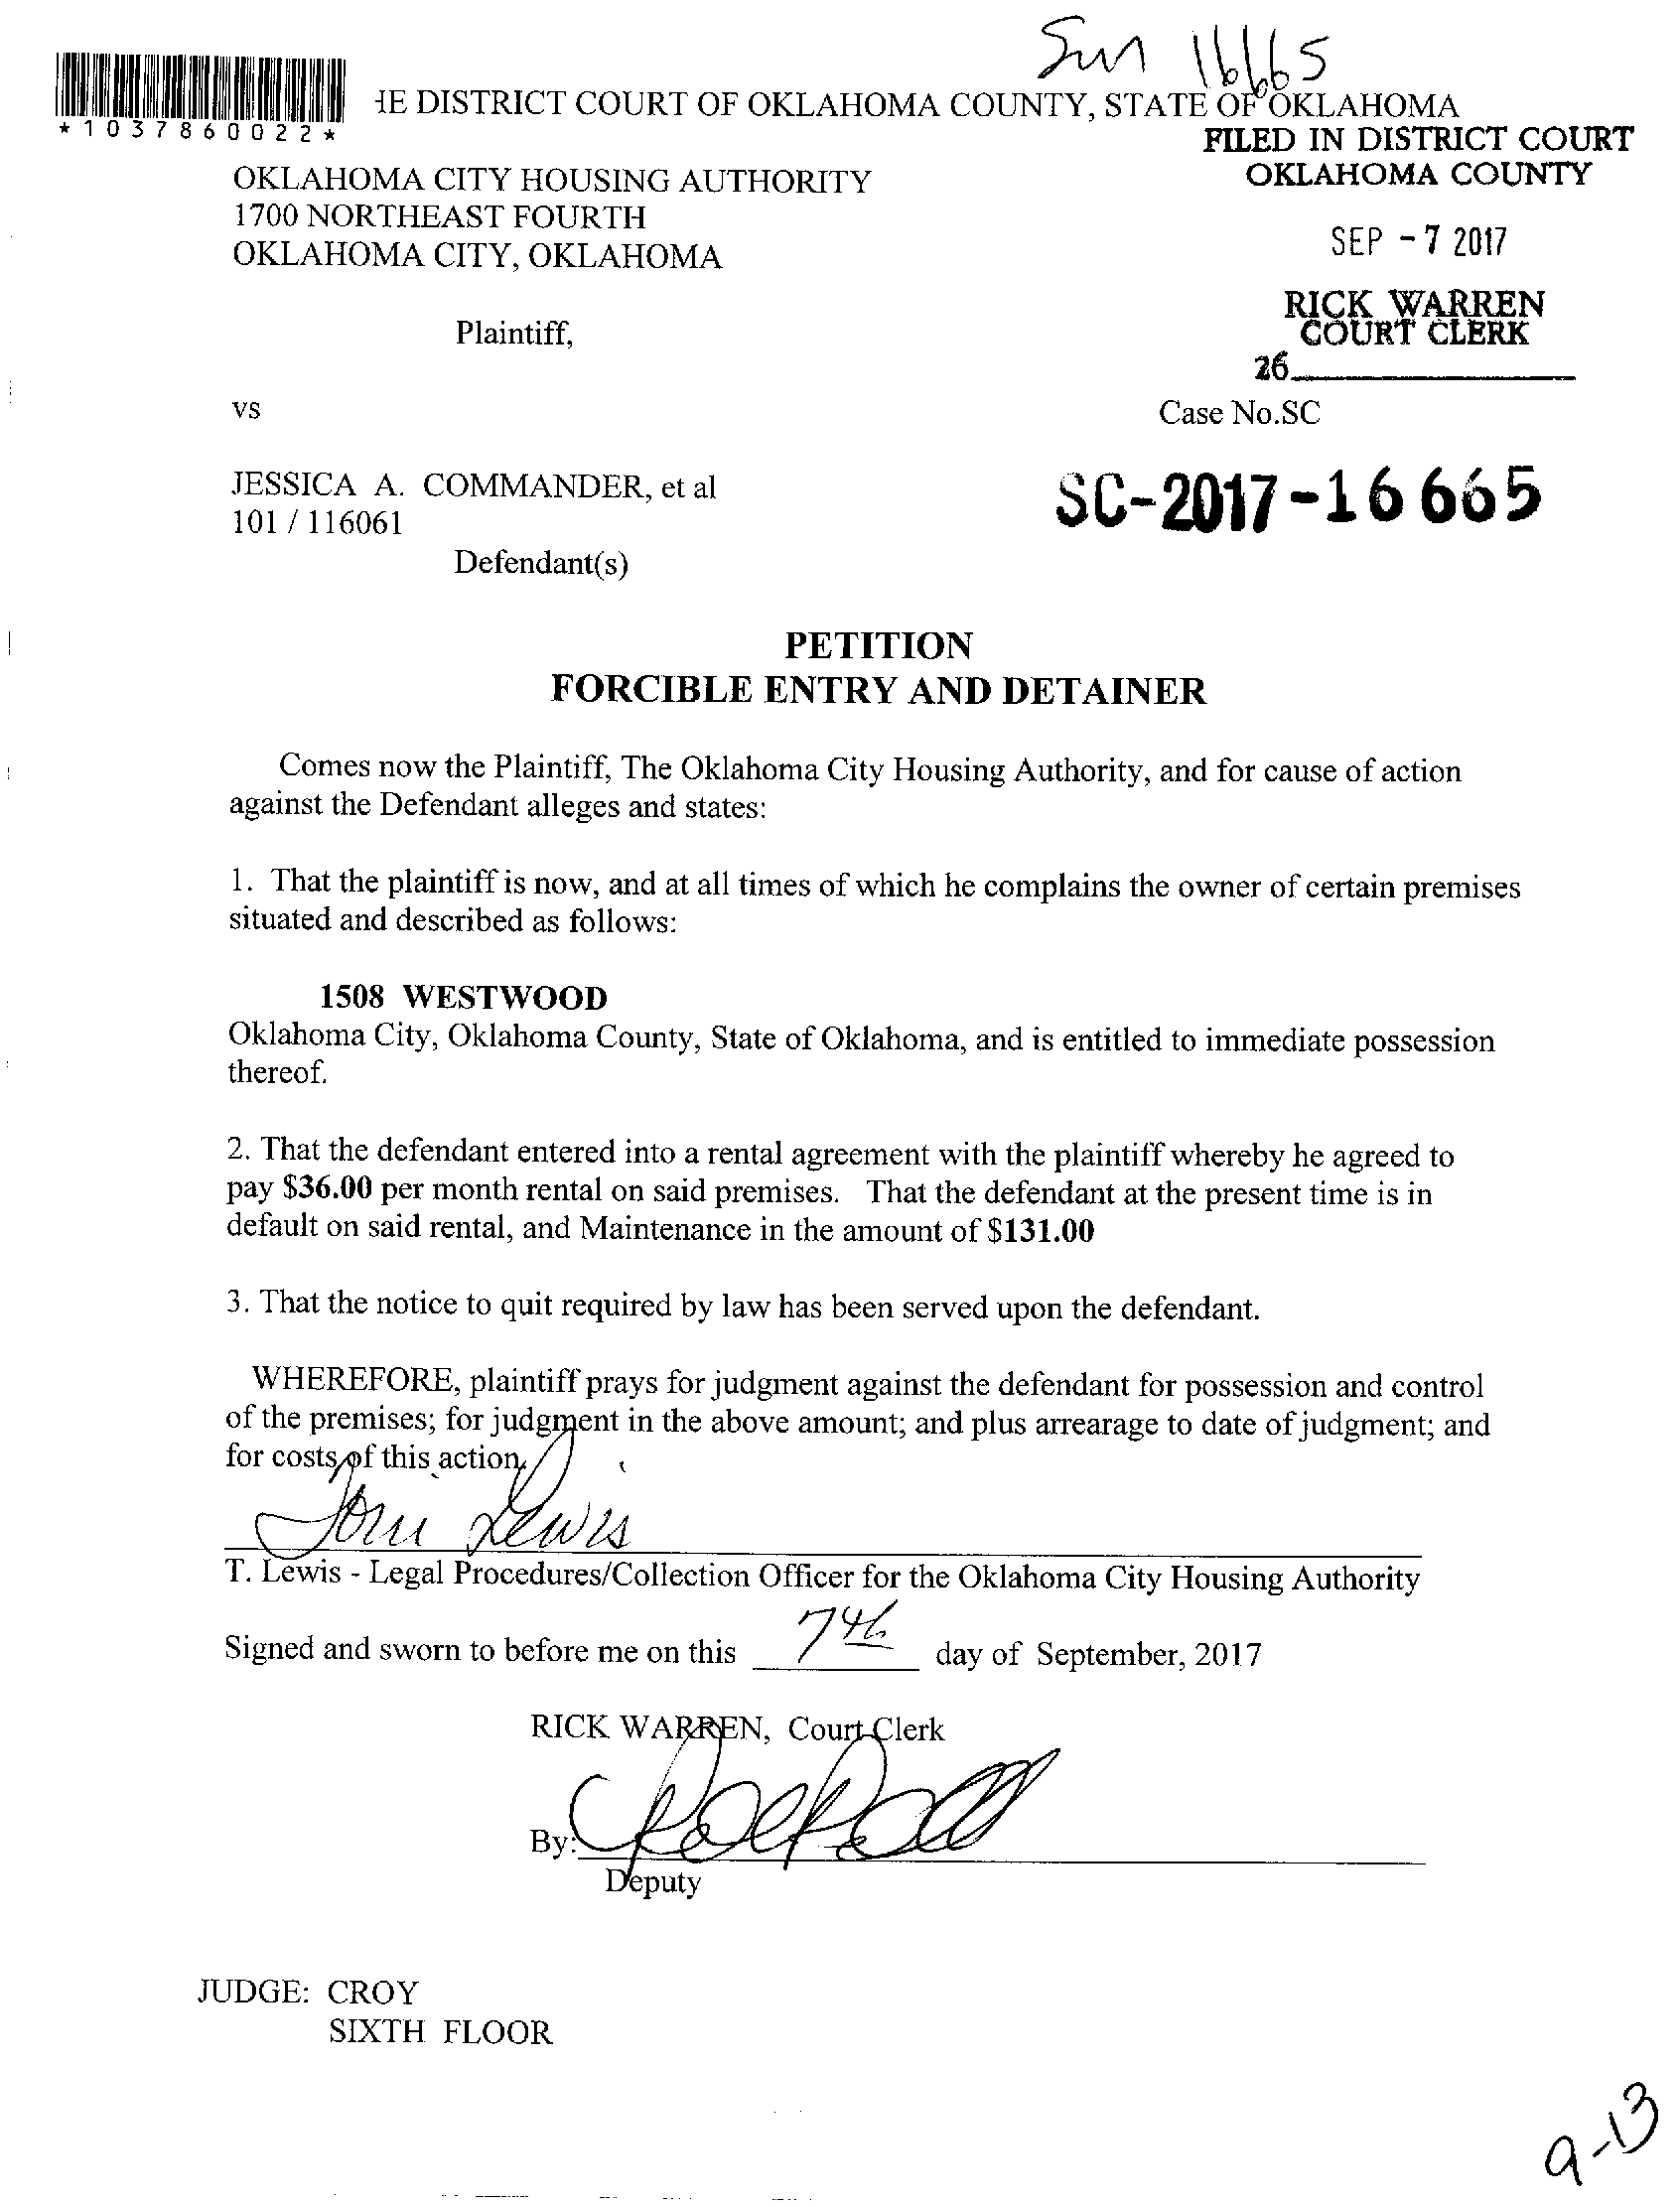 Sm 16665
*1037860022*
HE DISTRICT COURT OF OKLAHOMA COUNTY, STATE OF OKLAHOMA
FILED IN DISTRICT COURT
OKLAHOMA COUNTY
OKLAHOMA CITY HOUSING AUTHORITY
1700 NORTHEAST FOURTH
OKLAHOMA CITY, OKLAHOMA
SEP - 7 2017
RICK WARREN
COURT CLERK
Plaintiff,
26
vs
Case No.SC
JESSICA A. COMMANDER, et al
101 / 116061
SC-2017-16665
Defendant(s)
PETITION
FORCIBLE ENTRY AND DETAINER
Comes now the Plaintiff, The Oklahoma City Housing Authority, and for cause of action
against the Defendant alleges and states:
1. That the plaintiff is now, and at all times of which he complains the owner of certain premises
situated and described as follows:
1508 WESTWOOD
Oklahoma City, Oklahoma County, State of Oklahoma, and is entitled to immediate possession
thereof.
2. That the defendant entered into a rental agreement with the plaintiff whereby he agreed to
pay $36.00 per month rental on said premises. That the defendant at the present time is in
default on said rental, and Maintenance in the amount of $131.00
3. That the notice to quit required by law has been served upon the defendant.
WHEREFORE, plaintiff prays for judgment against the defendant for possession and control
of the premises; for judgment in the above amount; and plus arrearage to date of judgment; and
for costs of this action.
Toni Lewis
T. Lewis - Legal Procedures/Collection Officer for the Oklahoma City Housing Authority
Signed and sworn to before me on this 7th day of September, 2017
RICK WARREN, Court Clerk
By:
Deputy
JUDGE: CROY
SIXTH FLOOR
9-13